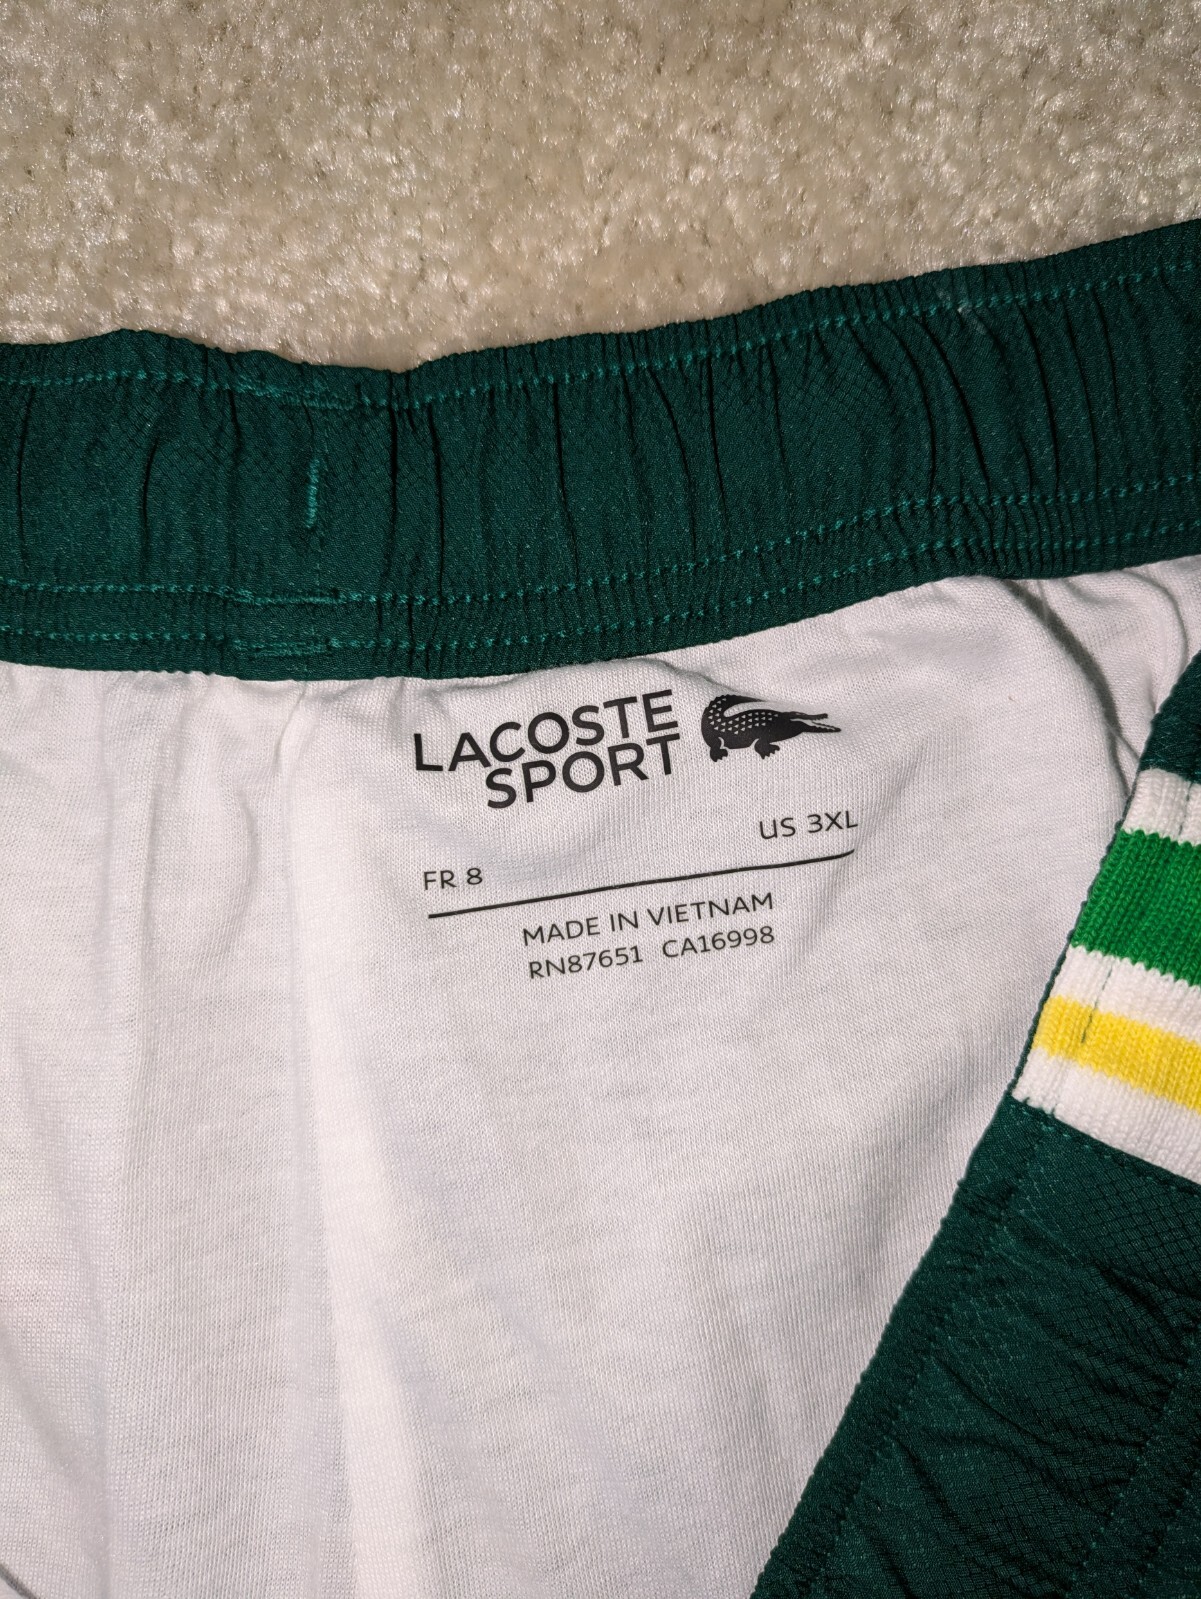 LACOSTE
SPORT
FR 8 US 3XL
MADE IN VIETNAM
RN87651 CA16998